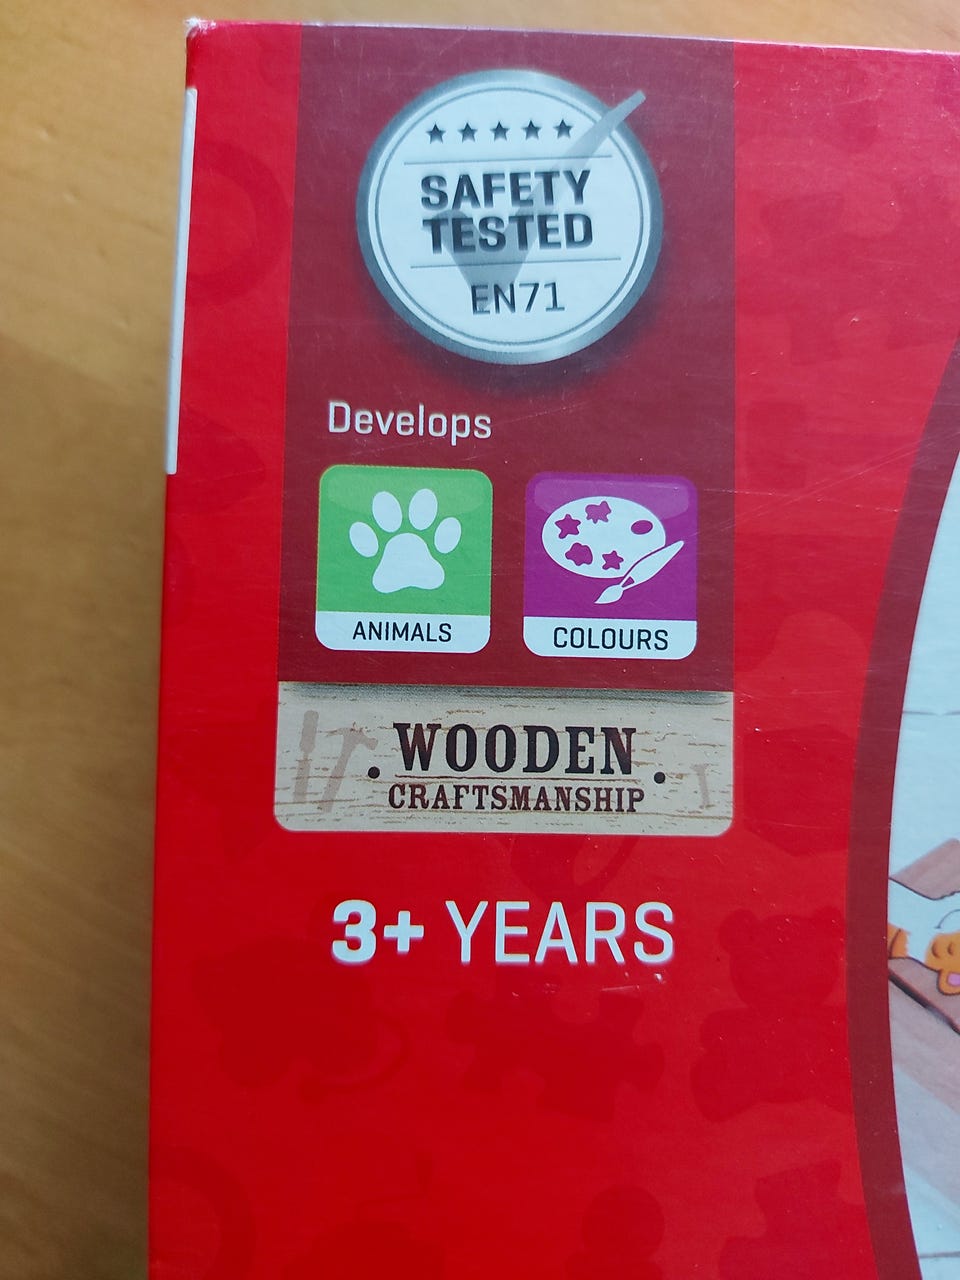 SAFETY
TESTED
EN71
Develops
ANIMALS
COLOURS
WOODEN
CRAFTSMANSHIP
3+ YEARS